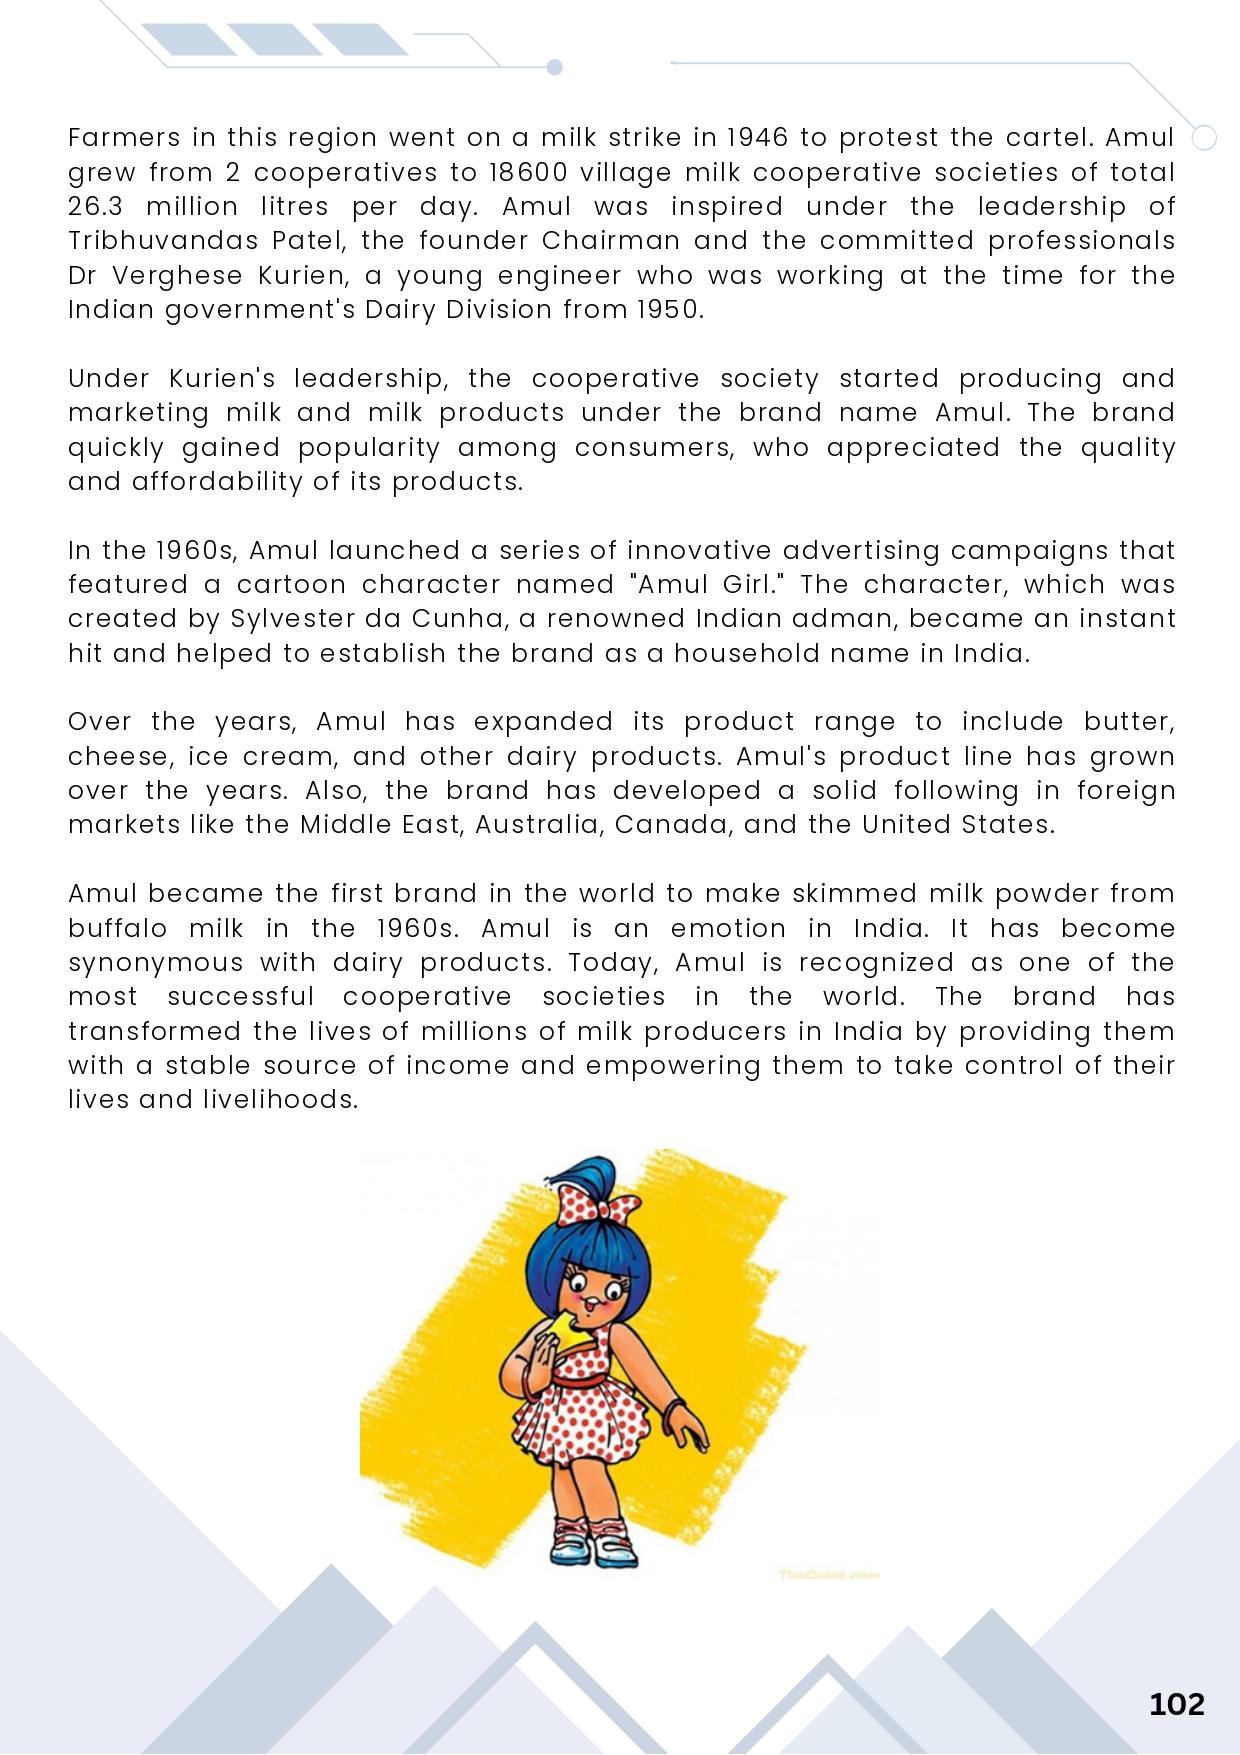 Farmers in this region went on a milk strike in 1946 to protest the cartel. Amul
grew from 2 cooperatives to 18600 village milk cooperative societies of total
26.3 million litres per day. Amul was inspired under the leadership of
Tribhuvandas Patel, the founder Chairman and the committed professionals
Dr Verghese Kurien, a young engineer who was working at the time for the
Indian government's Dairy Division from 1950.
Under Kurien's leadership, the cooperative society started producing and
marketing milk and milk products under the brand name Amul. The brand
quickly gained popularity among consumers, who appreciated the quality
and affordability of its products.
In the 1960s, Amul launched a series of innovative advertising campaigns that
featured a cartoon character named "Amul Girl." The character, which was
created by Sylvester da Cunha, a renowned Indian adman, became an instant
hit and helped to establish the brand as a household name in India.
Over the years, Amul has expanded its product range to include butter,
cheese, ice cream, and other dairy products. Amul's product line has grown
over the years. Also, the brand has developed a solid following in foreign
markets like the Middle East, Australia, Canada, and the United States.
Amul became the first brand in the world to make skimmed milk powder from
buffalo milk in the 1960s. Amul is an emotion in India. It has become
synonymous with dairy products. Today, Amul is recognized as one of the
most successful cooperative societies in the world. The brand has
transformed the lives of millions of milk producers in India by providing them
with a stable source of income and empowering them to take control of their
lives and livelihoods.
TheQuint.com
102